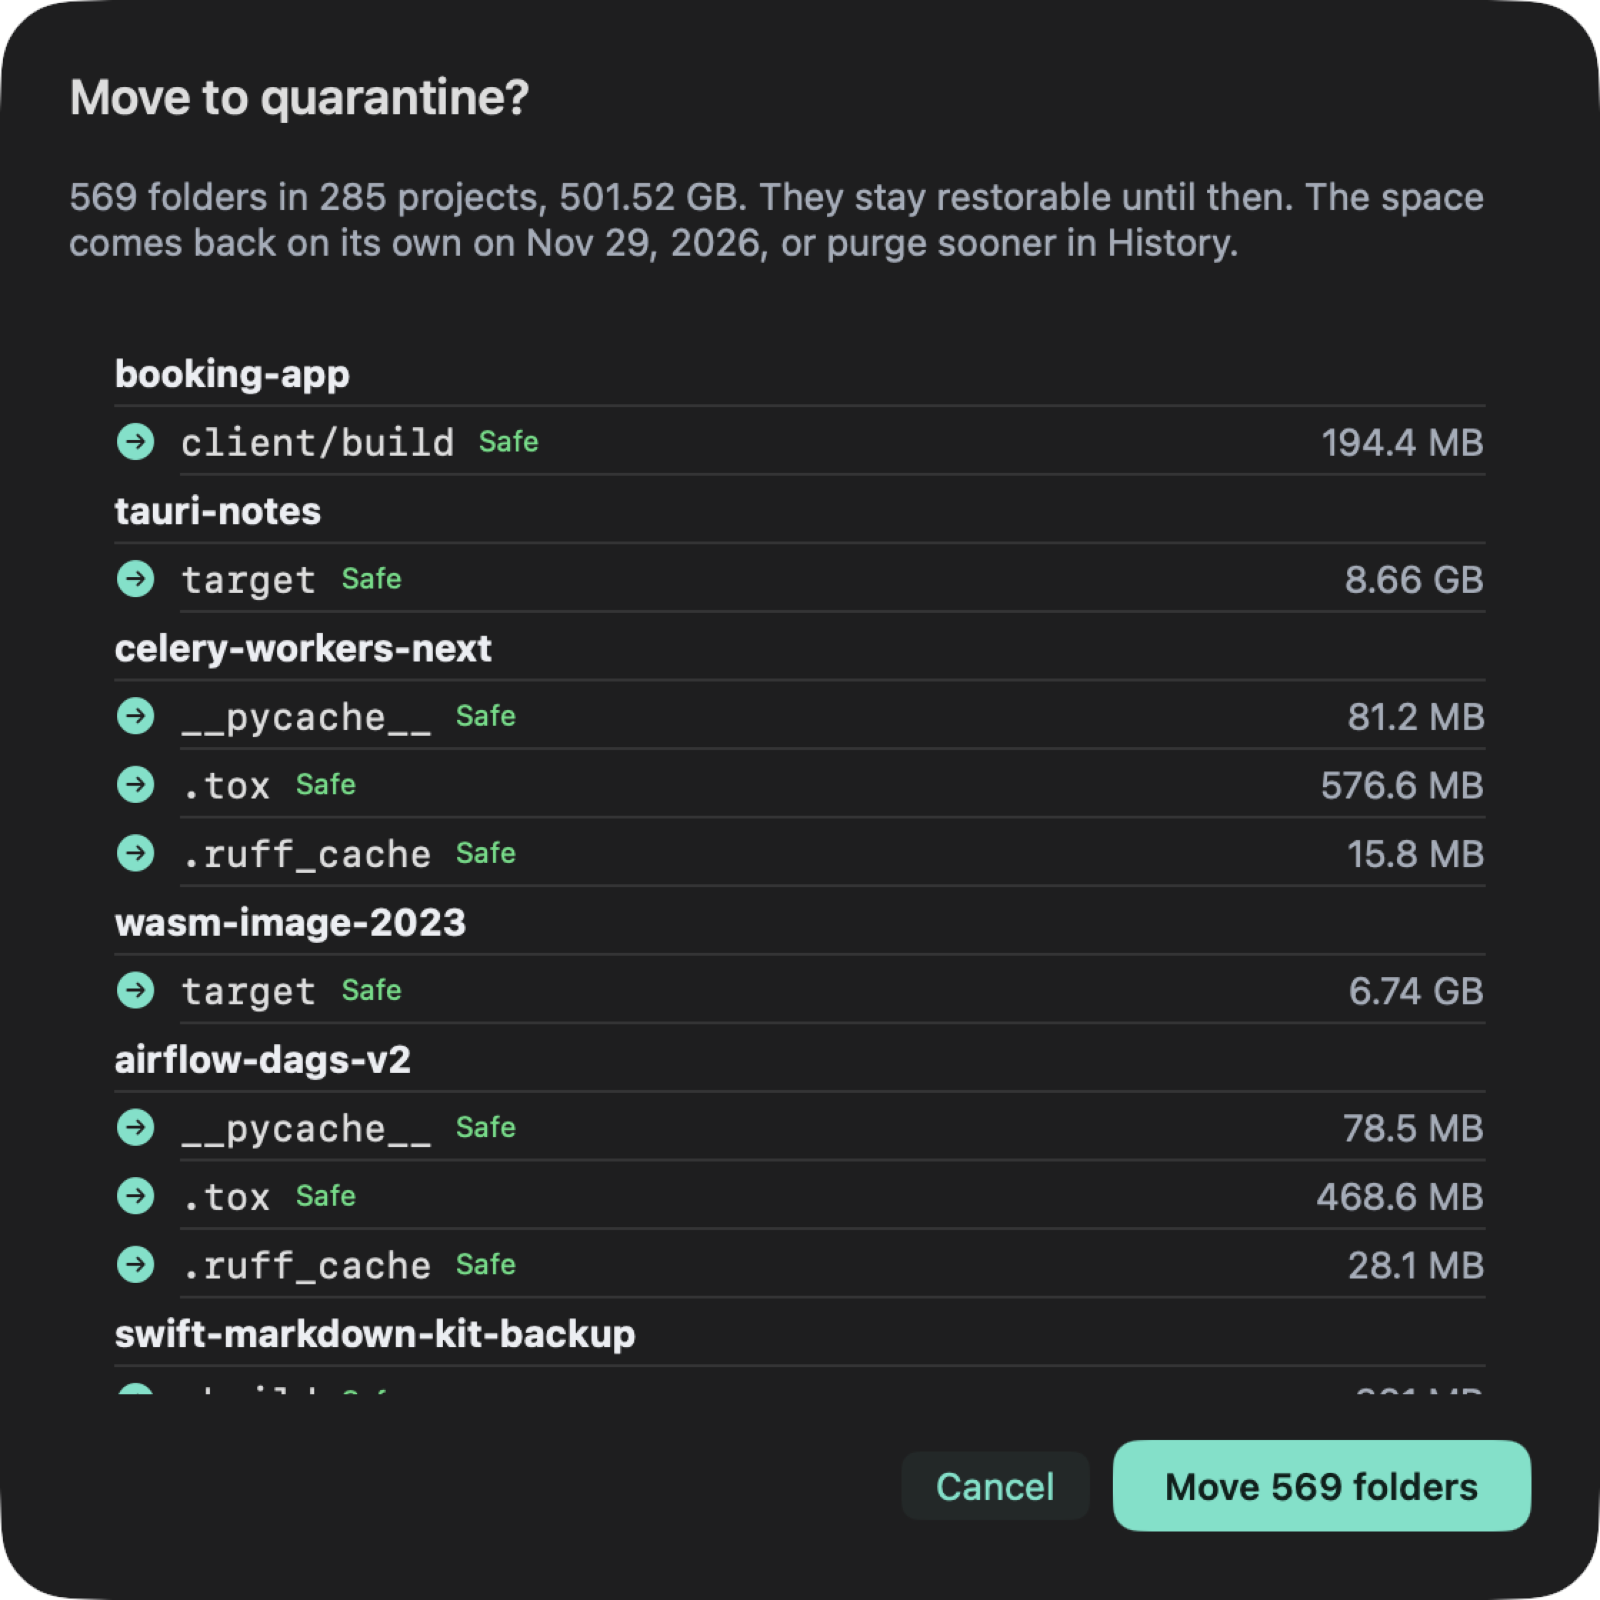 Move to quarantine?
569 folders in 285 projects, 501.52 GB. They stay restorable until then. The space
comes back on its own on Nov 29, 2026, or purge sooner in History.
booking-app
client/build Safe 194.4 MB
tauri-notes
target Safe 8.66 GB
celery-workers-next
__pycache__ Safe 81.2 MB
.tox Safe 576.6 MB
.ruff_cache Safe 15.8 MB
wasm-image-2023
target Safe 6.74 GB
airflow-dags-v2
__pycache__ Safe 78.5 MB
.tox Safe 468.6 MB
.ruff_cache Safe 28.1 MB
swift-markdown-kit-backup
Cancel
Move 569 folders